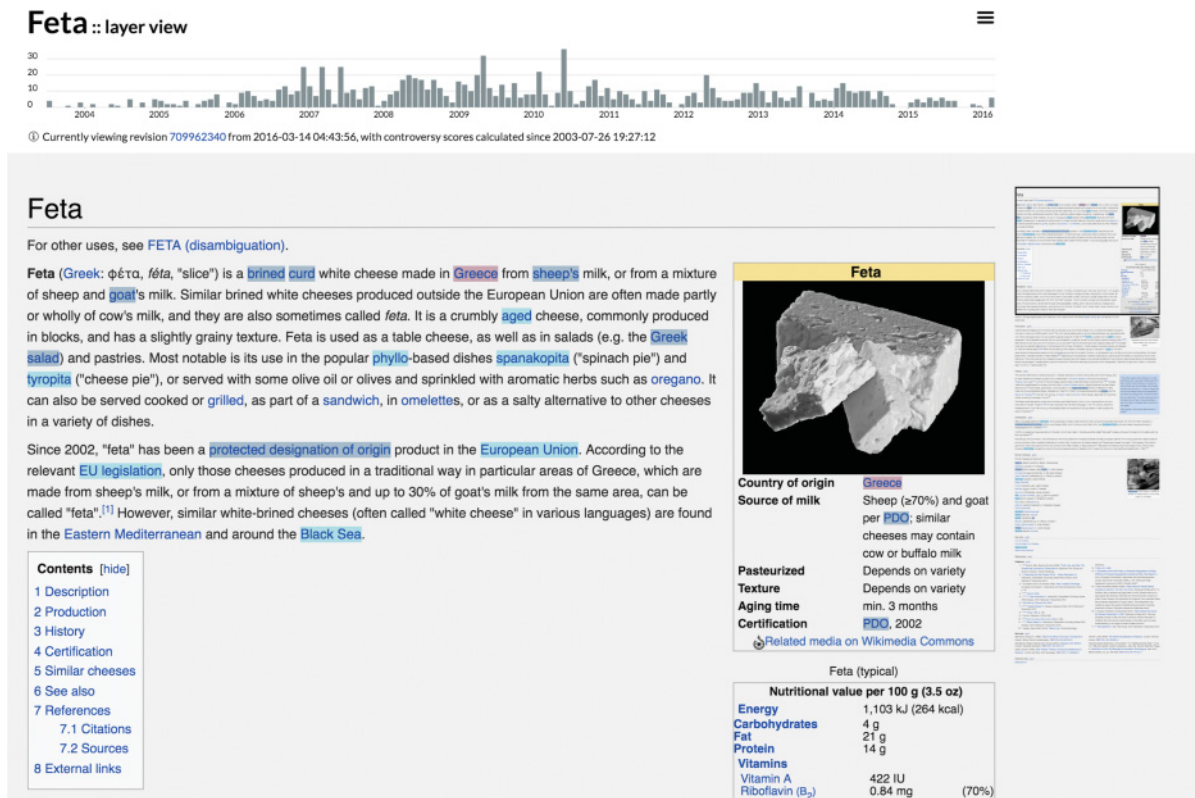 Feta :: layer view
30
20
10
0
2004 2005 2006 2007 2008 2009 2010 2011 2012 2013 2014 2015 2016
ⓘ Currently viewing revision 709962340 from 2016-03-14 04:43:56, with controversy scores calculated since 2003-07-26 19:27:12
Feta
For other uses, see FETA (disambiguation).
Feta (Greek: φέτα, féta, "slice") is a brined curd white cheese made in Greece from sheep's milk, or from a mixture
of sheep and goat's milk. Similar brined white cheeses produced outside the European Union are often made partly
or wholly of cow's milk, and they are also sometimes called feta. It is a crumbly aged cheese, commonly produced
in blocks, and has a slightly grainy texture. Feta is used as a table cheese, as well as in salads (e.g. the Greek
salad) and pastries. Most notable is its use in the popular phyllo-based dishes spanakopita ("spinach pie") and
tyropita ("cheese pie"), or served with some olive oil or olives and sprinkled with aromatic herbs such as oregano. It
can also be served cooked or grilled, as part of a sandwich, in omelettes, or as a salty alternative to other cheeses
in a variety of dishes.
Since 2002, "feta" has been a protected designation of origin product in the European Union. According to the
relevant EU legislation, only those cheeses produced in a traditional way in particular areas of Greece, which are
made from sheep's milk, or from a mixture of sheep's and up to 30% of goat's milk from the same area, can be
called "feta".[1] However, similar white-brined cheeses (often called "white cheese" in various languages) are found
in the Eastern Mediterranean and around the Black Sea.
Contents [hide]
1 Description
2 Production
3 History
4 Certification
5 Similar cheeses
6 See also
7 References
7.1 Citations
7.2 Sources
8 External links
Feta
Country of origin Greece
Source of milk Sheep (≥70%) and goat
per PDO; similar
cheeses may contain
cow or buffalo milk
Pasteurized Depends on variety
Texture Depends on variety
Aging time min. 3 months
Certification PDO, 2002
Related media on Wikimedia Commons
Feta (typical)
Nutritional value per 100 g (3.5 oz)
Energy 1,103 kJ (264 kcal)
Carbohydrates 4 g
Fat 21 g
Protein 14 g
Vitamins
Vitamin A 422 IU
Riboflavin (B2) 0.84 mg (70%)